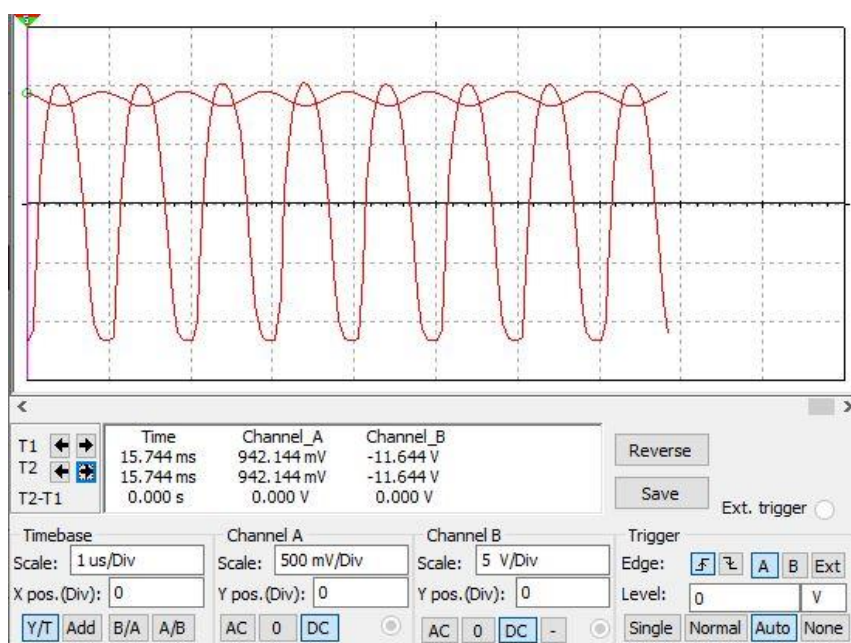 Time Channel_A Channel_B
T1 15.744 ms 942.144 mV -11.644 V
T2 15.744 ms 942.144 mV -11.644 V
T2-T1 0.000 s 0.000 V 0.000 V
Reverse
Save
Ext. trigger
Timebase
Scale: 1 us/Div
X pos.(Div): 0
Y/T Add B/A A/B
Channel A
Scale: 500 mV/Div
Y pos.(Div): 0
AC 0 DC
Channel B
Scale: 5 V/Div
Y pos.(Div): 0
AC 0 DC -
Trigger
Edge: A B Ext
Level: 0 V
Single Normal Auto None